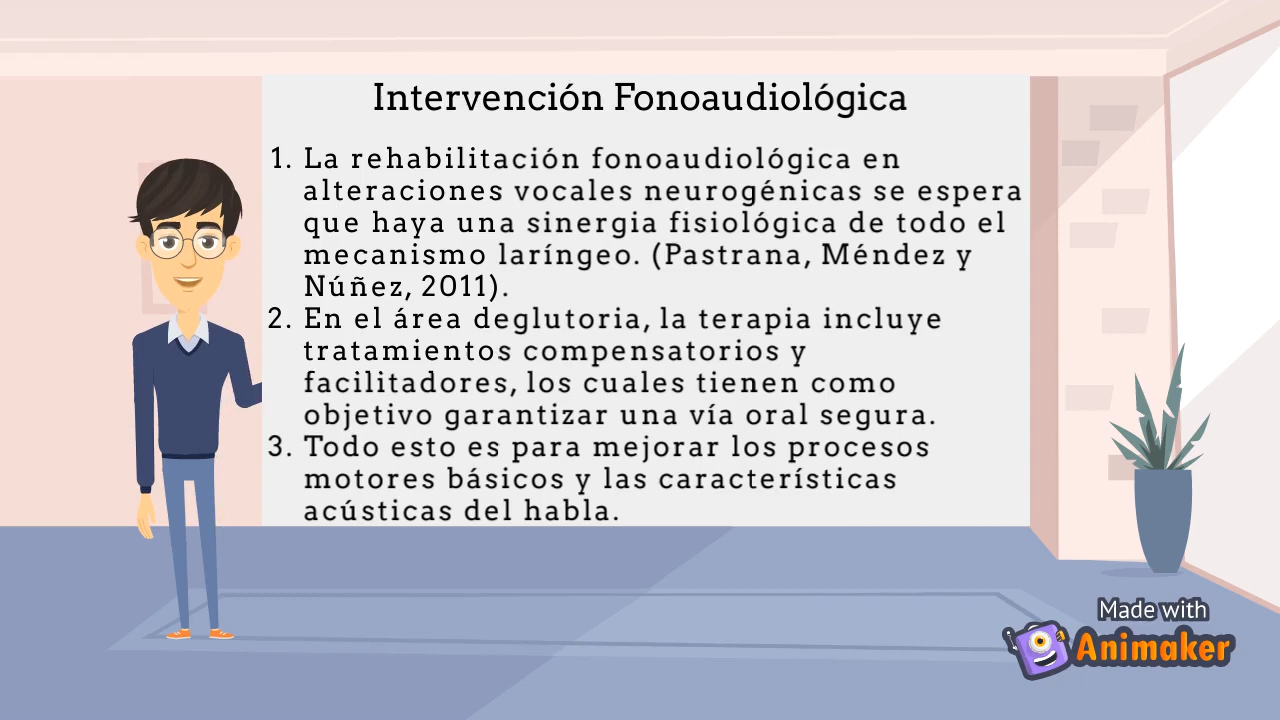 Intervención Fonoaudiológica
1. La rehabilitación fonoaudiológica en
alteraciones vocales neurogénicas se espera
que haya una sinergia fisiológica de todo el
mecanismo laríngeo. (Pastrana, Méndez y
Núñez, 2011).
2. En el área deglutoria, la terapia incluye
tratamientos compensatorios y
facilitadores, los cuales tienen como
objetivo garantizar una vía oral segura.
3. Todo esto es para mejorar los procesos
motores básicos y las características
acústicas del habla.
Made with
Animaker